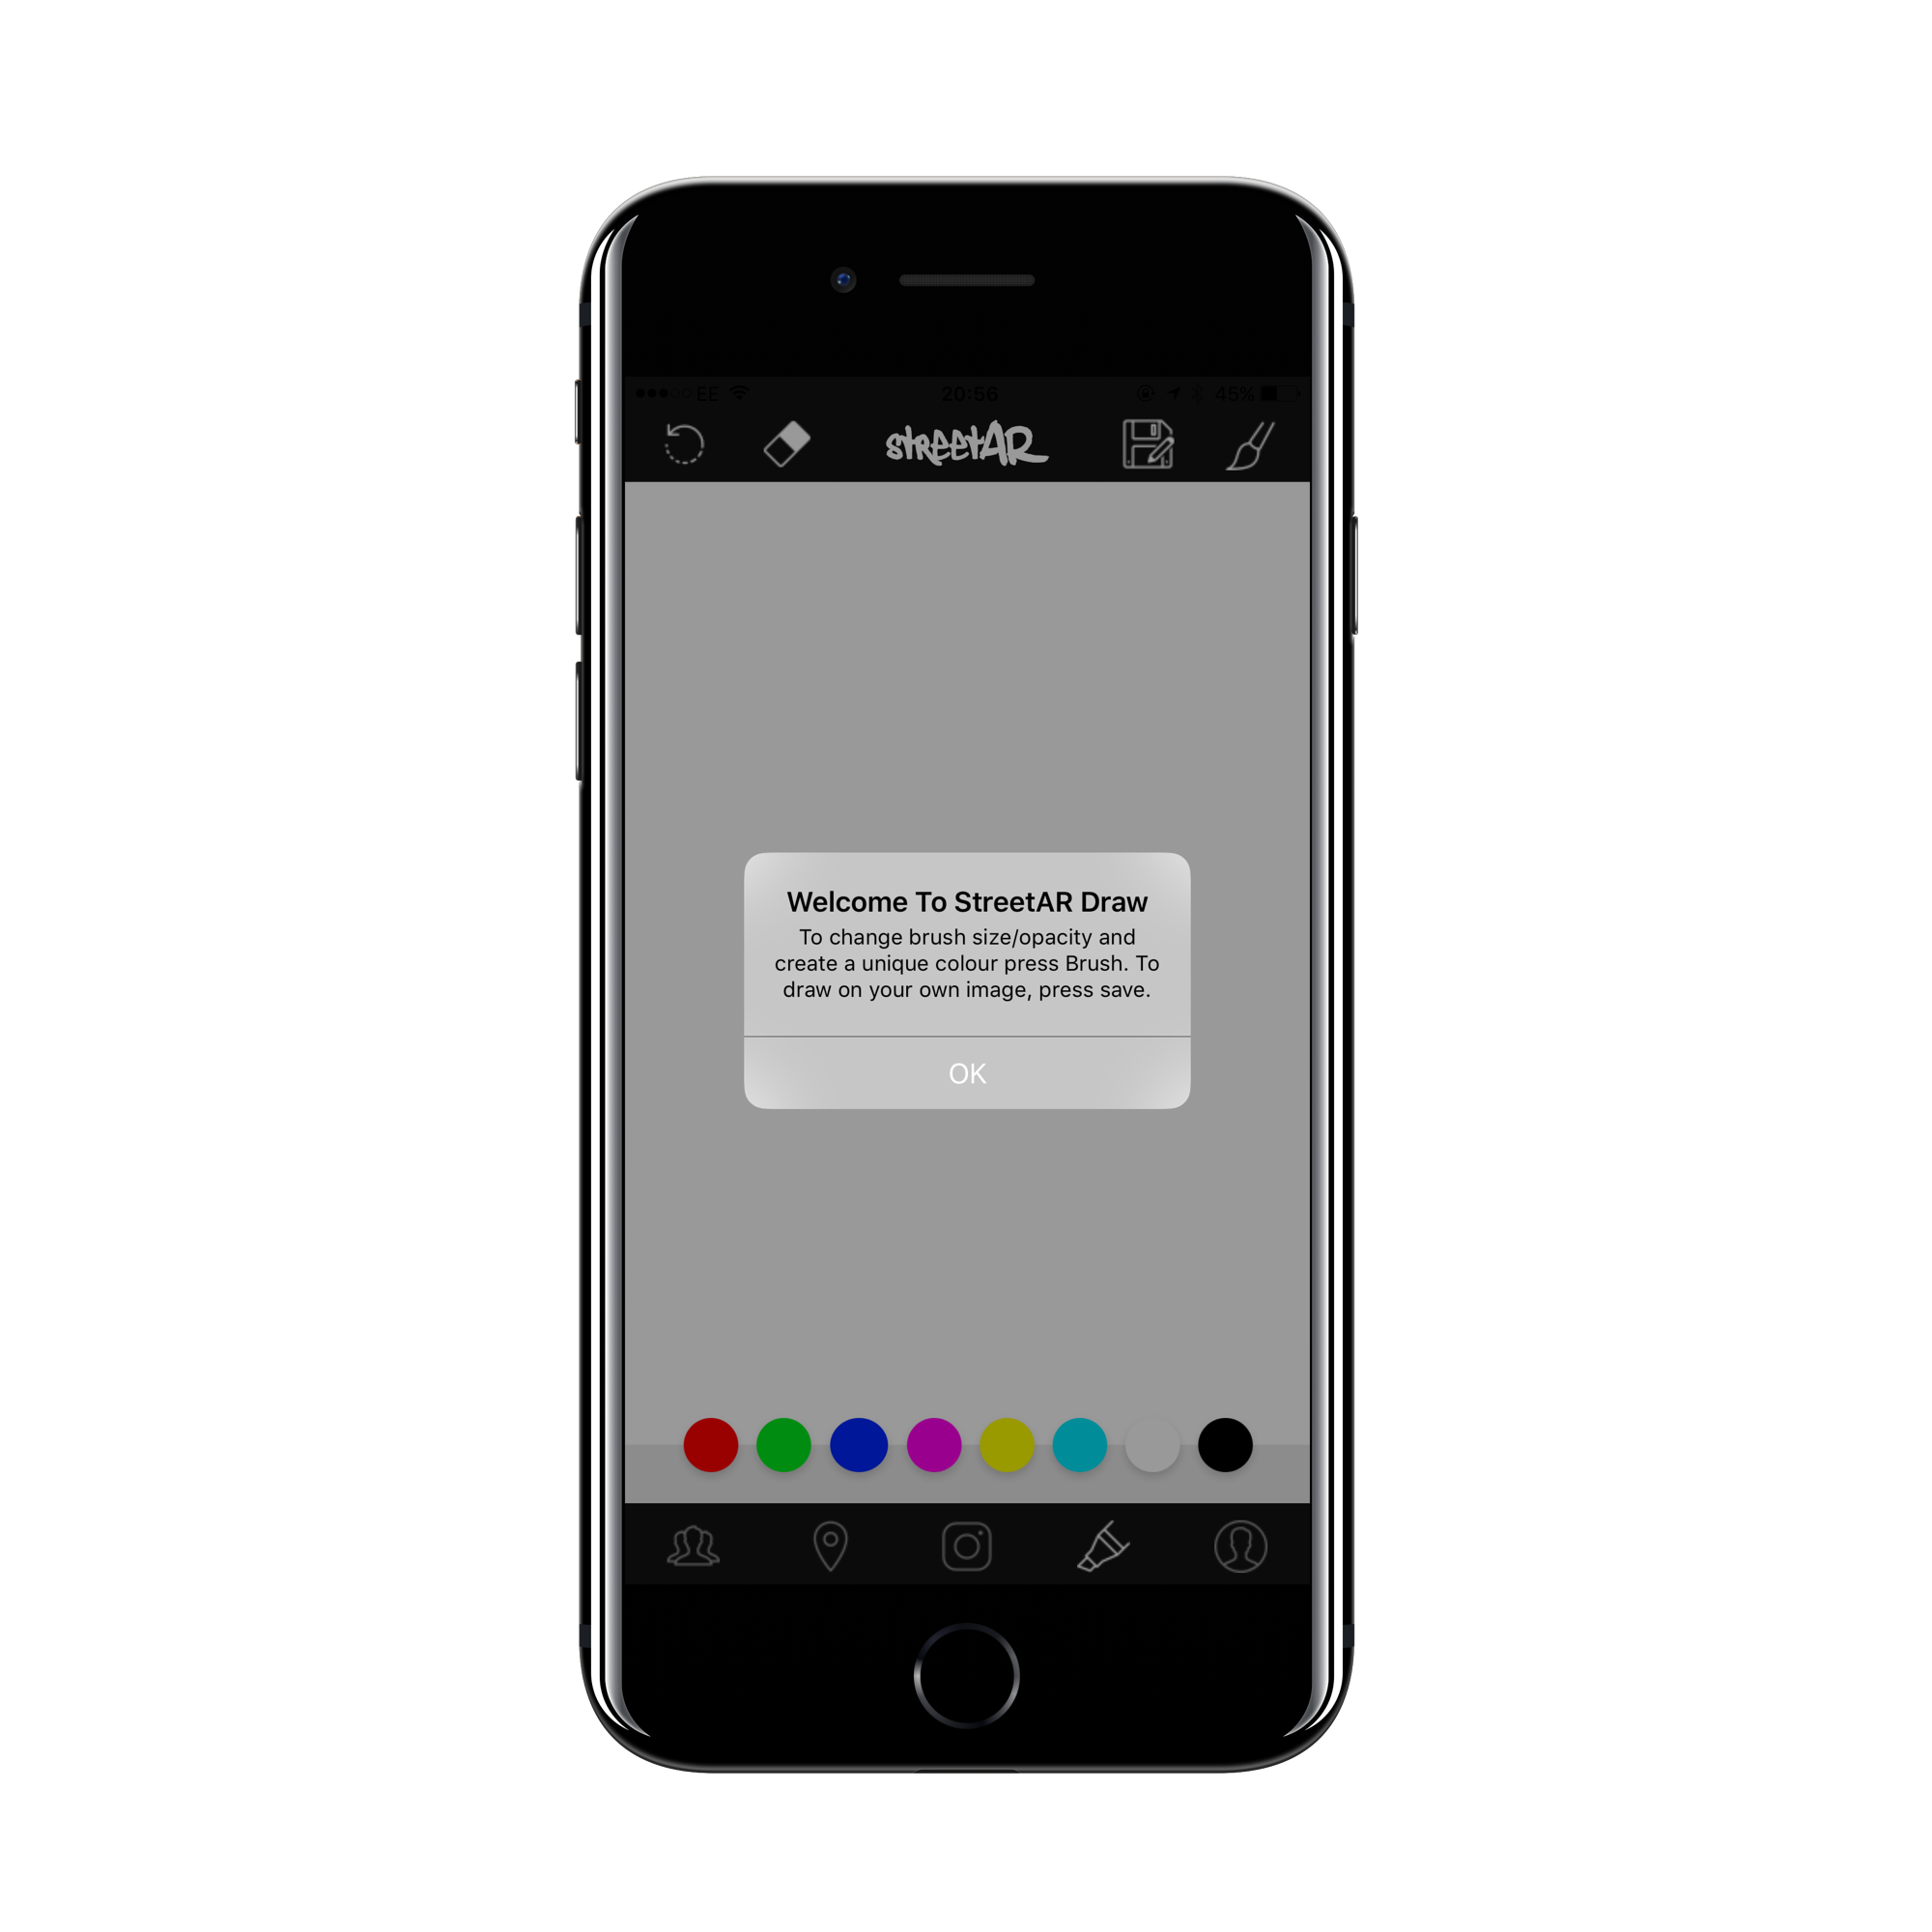 EE 20:56 45%
streetAR
Welcome To StreetAR Draw
To change brush size/opacity and
create a unique colour press Brush. To
draw on your own image, press save.
OK